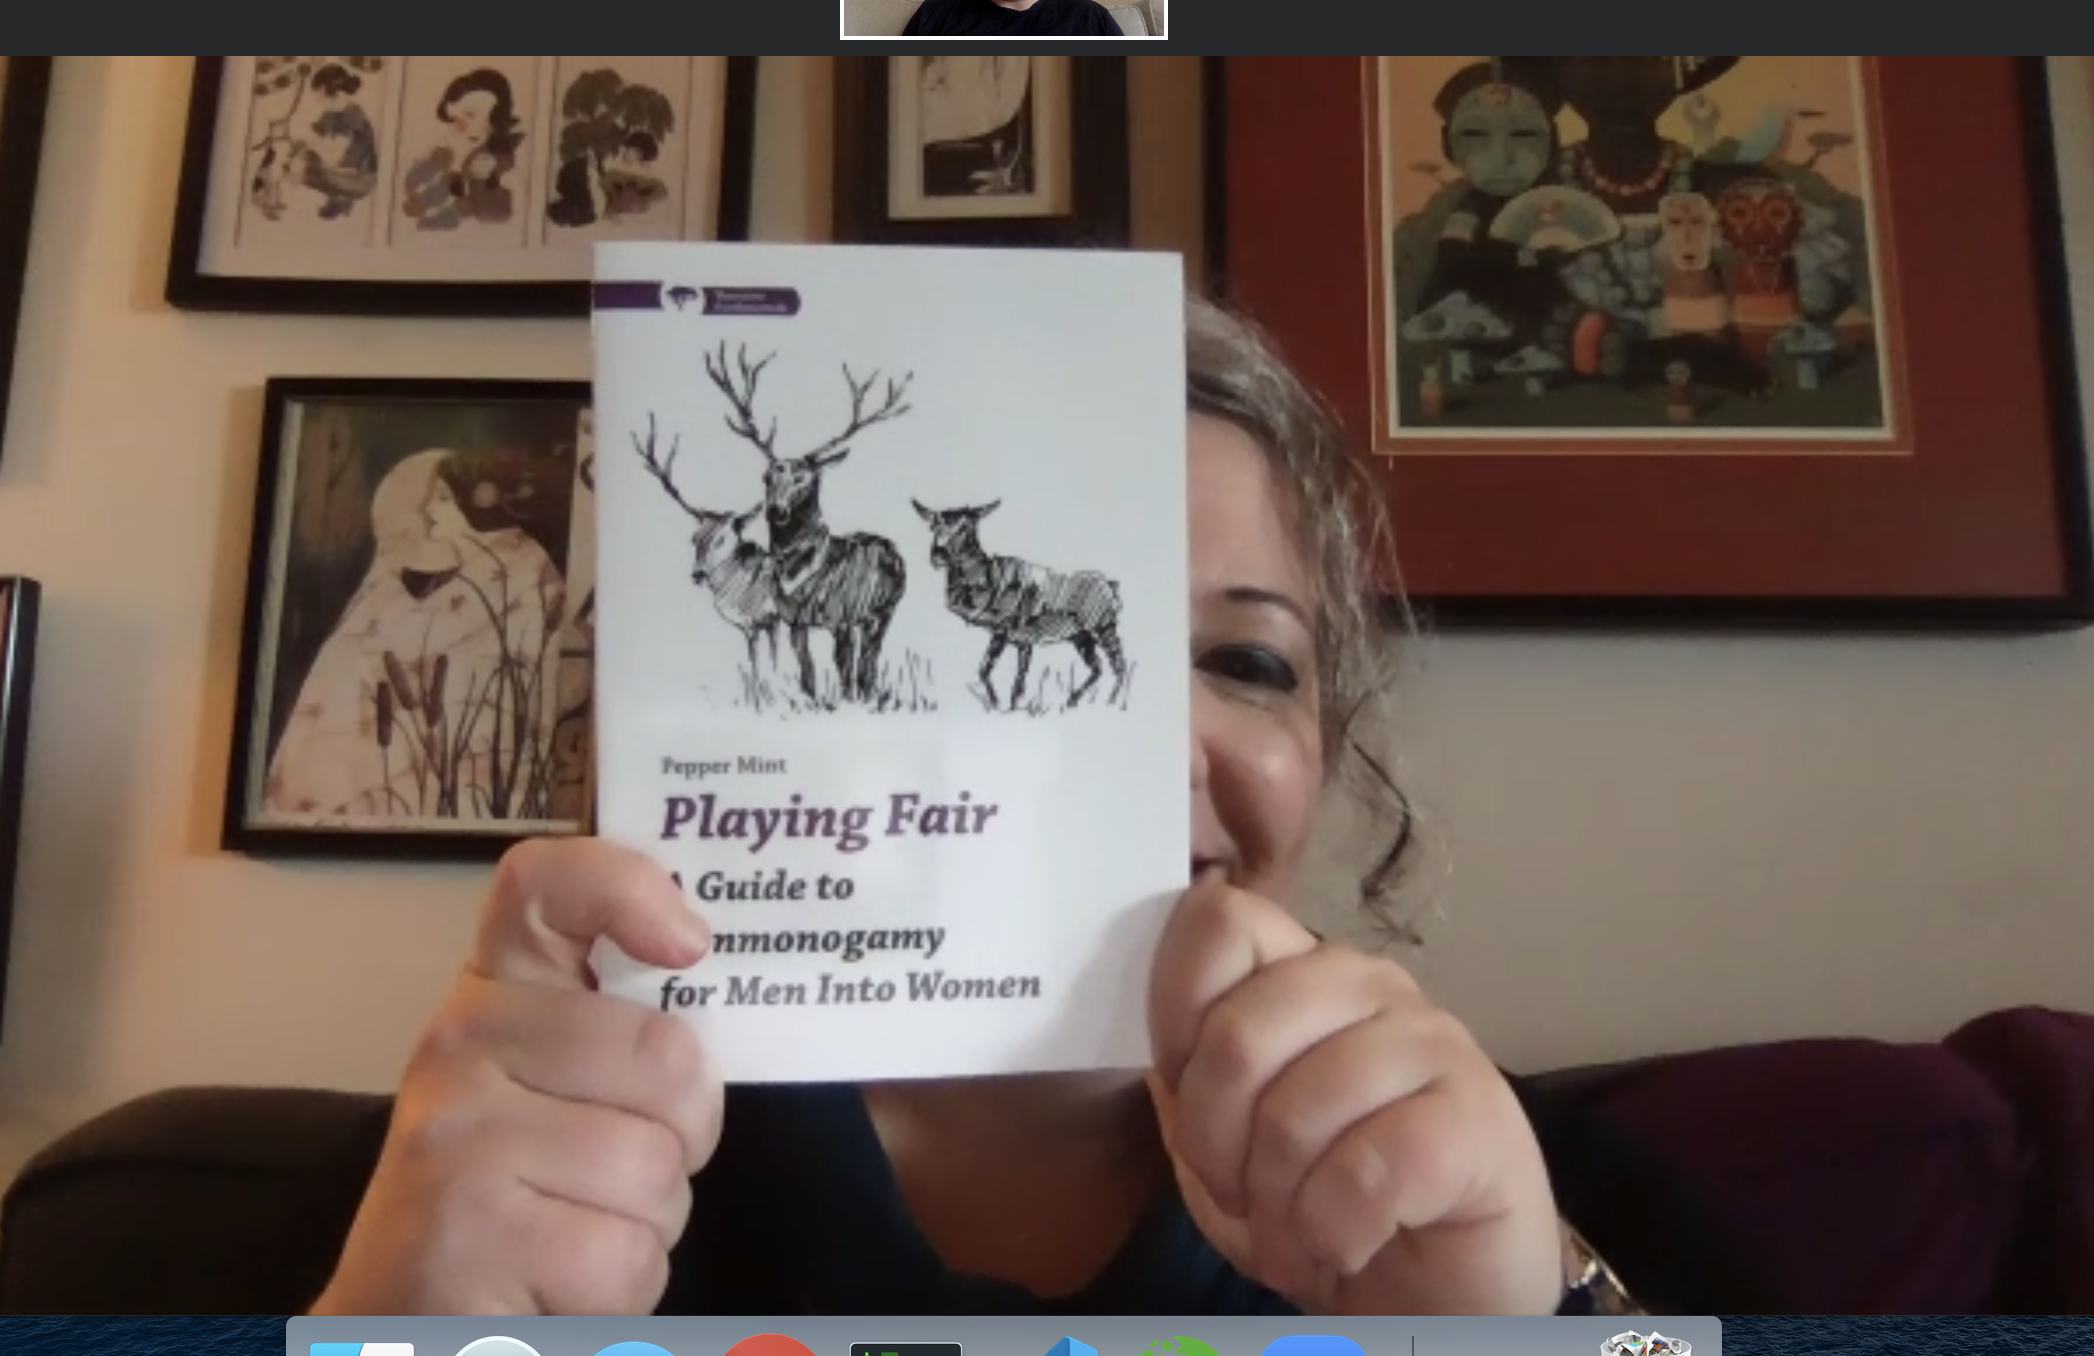 Pepper Mint
Playing Fair
Guide to
nmonogamy
for Men Into Women